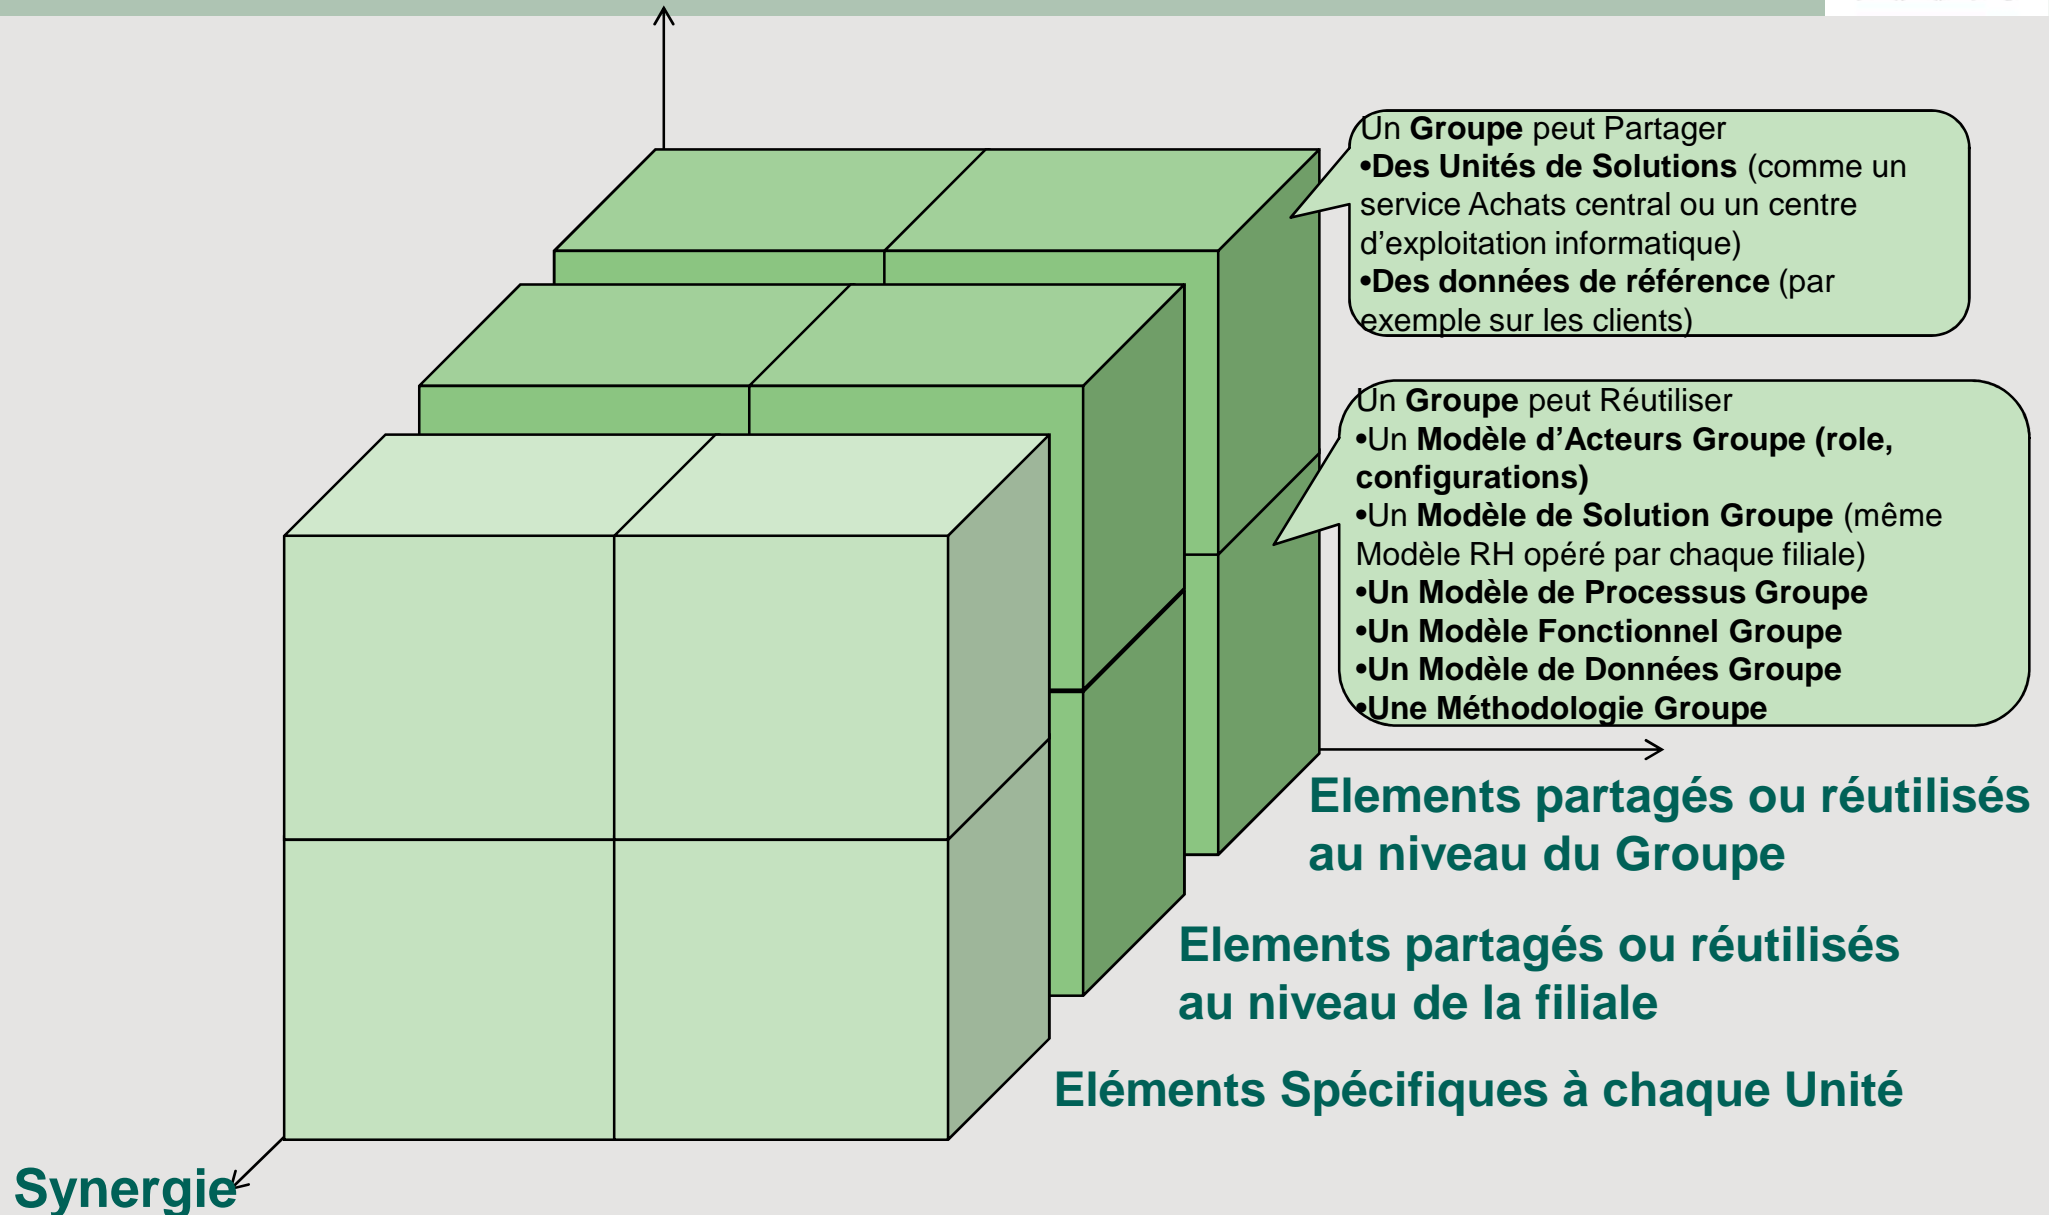 Un Groupe peut Partager
•Des Unités de Solutions (comme un
service Achats central ou un centre
d’exploitation informatique)
•Des données de référence (par
exemple sur les clients)
Un Groupe peut Réutiliser
•Un Modèle d’Acteurs Groupe (role,
configurations)
•Un Modèle de Solution Groupe (même
Modèle RH opéré par chaque filiale)
•Un Modèle de Processus Groupe
•Un Modèle Fonctionnel Groupe
•Un Modèle de Données Groupe
•Une Méthodologie Groupe
Elements partagés ou réutilisés
au niveau du Groupe
Elements partagés ou réutilisés
au niveau de la filiale
Eléments Spécifiques à chaque Unité
Synergie